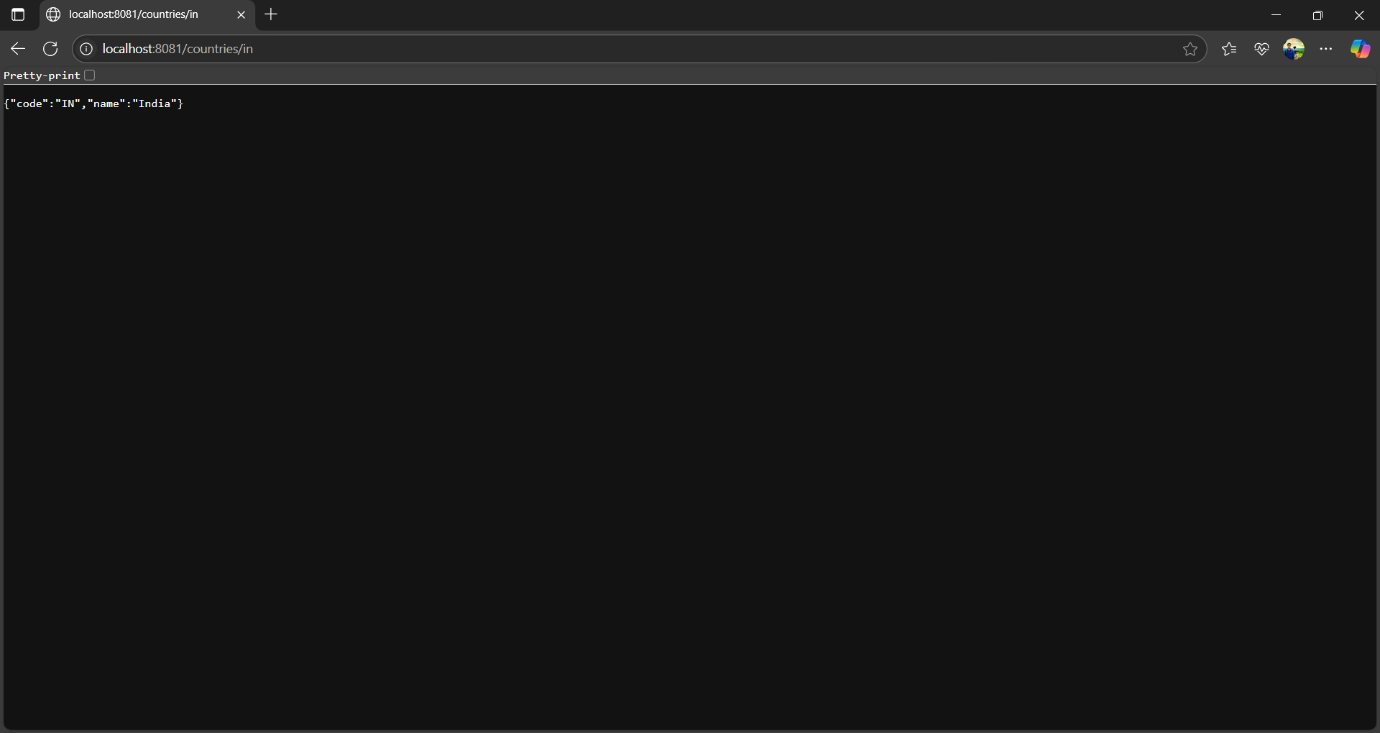 localhost:8081/countries/in
localhost:8081/countries/in
Pretty-print
{"code":"IN","name":"India"}